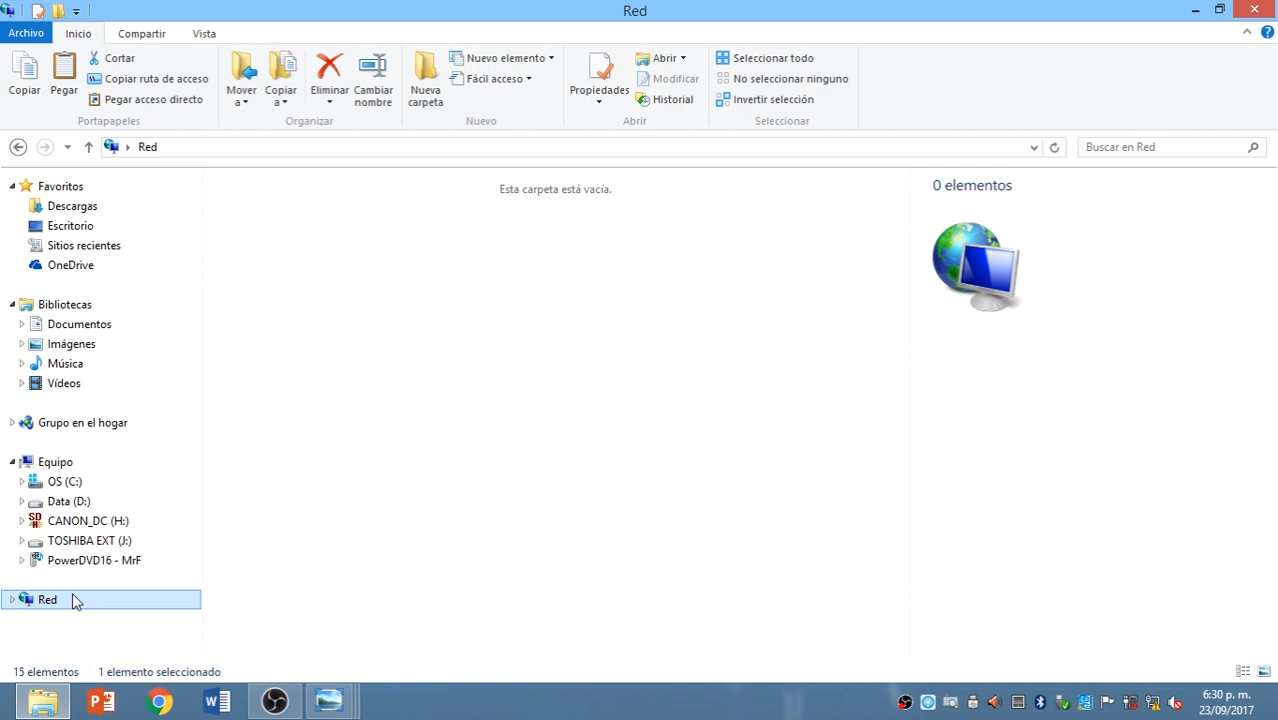 Red
Archivo Inicio Compartir Vista
Copiar
Pegar
Cortar
Copiar ruta de acceso
Pegar acceso directo
Portapapeles
Mover a
Copiar a
Eliminar
Cambiar nombre
Organizar
Nueva carpeta
Nuevo elemento
Fácil acceso
Nuevo
Propiedades
Abrir
Modificar
Historial
Abrir
Seleccionar todo
No seleccionar ninguno
Invertir selección
Seleccionar
Red
Buscar en Red
Favoritos
Descargas
Escritorio
Sitios recientes
OneDrive
Bibliotecas
Documentos
Imágenes
Música
Vídeos
Grupo en el hogar
Equipo
OS (C:)
Data (D:)
CANON_DC (H:)
TOSHIBA EXT (J:)
PowerDVD16 - MrF
Red
Esta carpeta está vacía.
0 elementos
15 elementos 1 elemento seleccionado
6:30 p. m.
23/09/2017